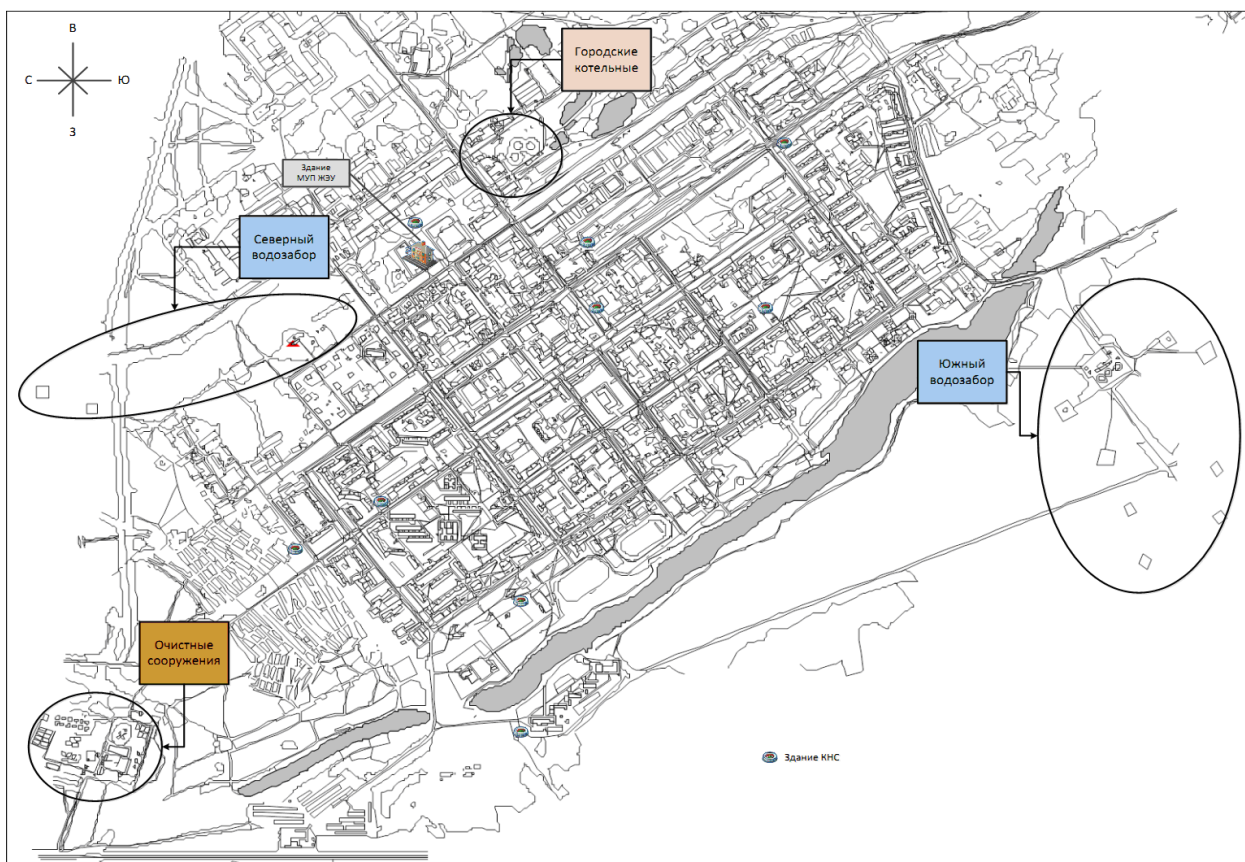 В
С
Ю
З
Городские
котельные
Здание
МУП ЖЭУ
Северный
водозабор
Южный
водозабор
Очистные
сооружения
Здание КНС